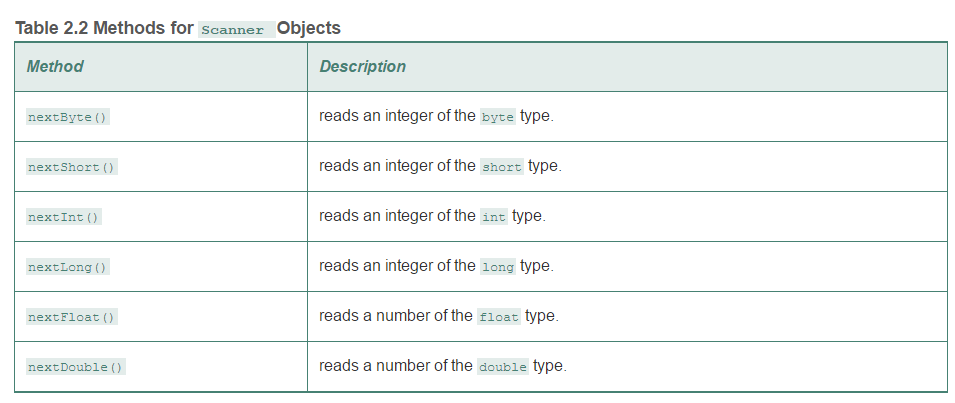 Table 2.2 Methods for Scanner Objects
Method Description
nextByte() reads an integer of the byte type.
nextShort() reads an integer of the short type.
nextInt() reads an integer of the int type.
nextLong() reads an integer of the long type.
nextFloat() reads a number of the float type.
nextDouble() reads a number of the double type.